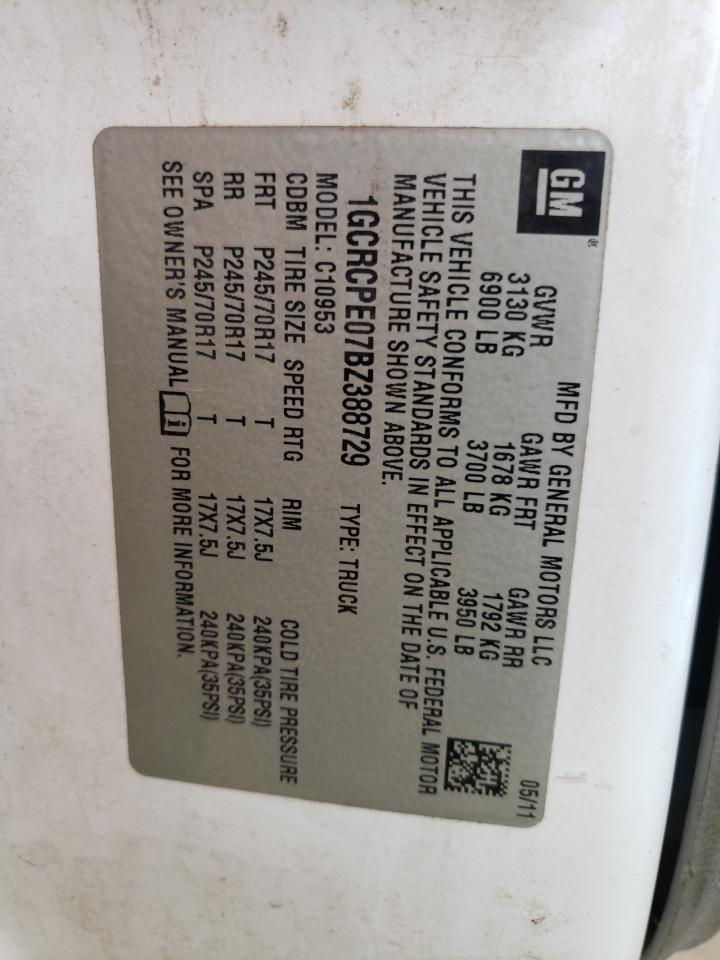 GM®
MFD BY GENERAL MOTORS LLC 05/11
GVWR GAWR FRT GAWR RR
3130 KG 1678 KG 1792 KG
6900 LB 3700 LB 3950 LB
THIS VEHICLE CONFORMS TO ALL APPLICABLE U.S. FEDERAL MOTOR
VEHICLE SAFETY STANDARDS IN EFFECT ON THE DATE OF
MANUFACTURE SHOWN ABOVE.
1GCRCPE07BZ388729 TYPE: TRUCK
MODEL: C10953
CDBM TIRE SIZE SPEED RTG RIM COLD TIRE PRESSURE
FRT P245/70R17 T 17X7.5J 240KPA(35PSI)
RR P245/70R17 T 17X7.5J 240KPA(35PSI)
SPA P245/70R17 T 17X7.5J 240KPA(35PSI)
SEE OWNER'S MANUAL FOR MORE INFORMATION.